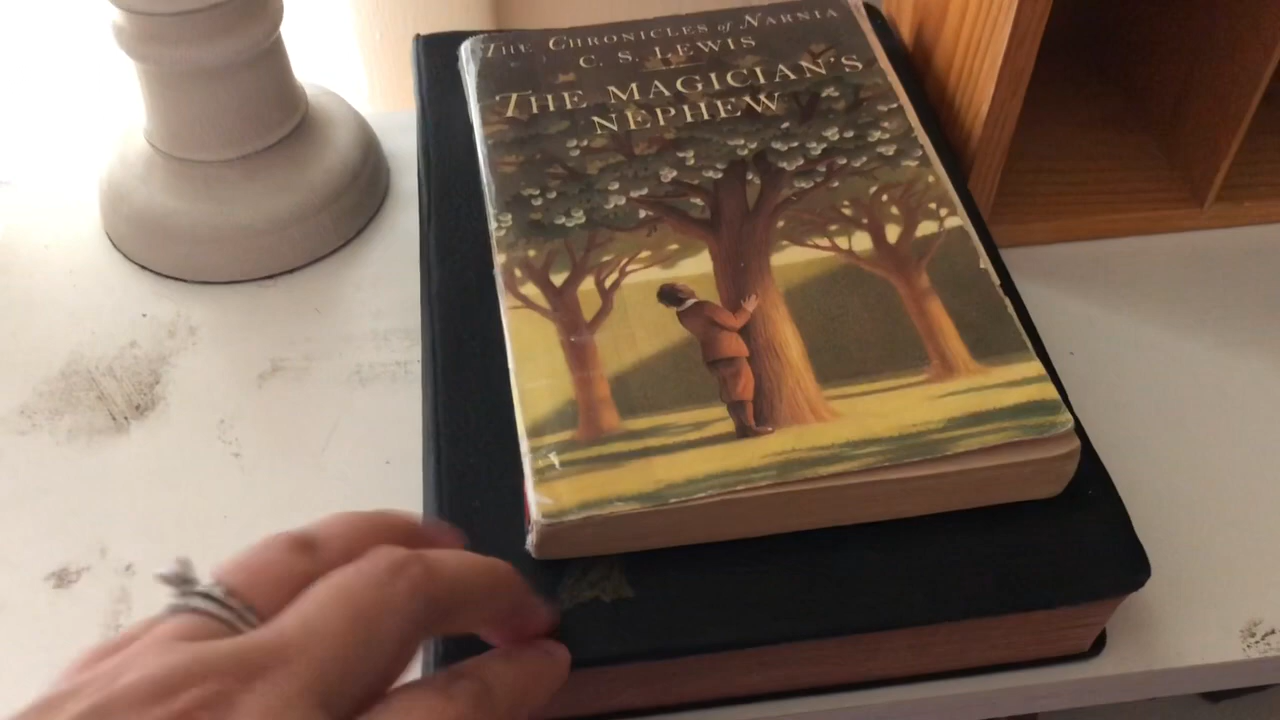 THE CHRONICLES of NARNIA
C. S. LEWIS
THE MAGICIAN'S
NEPHEW